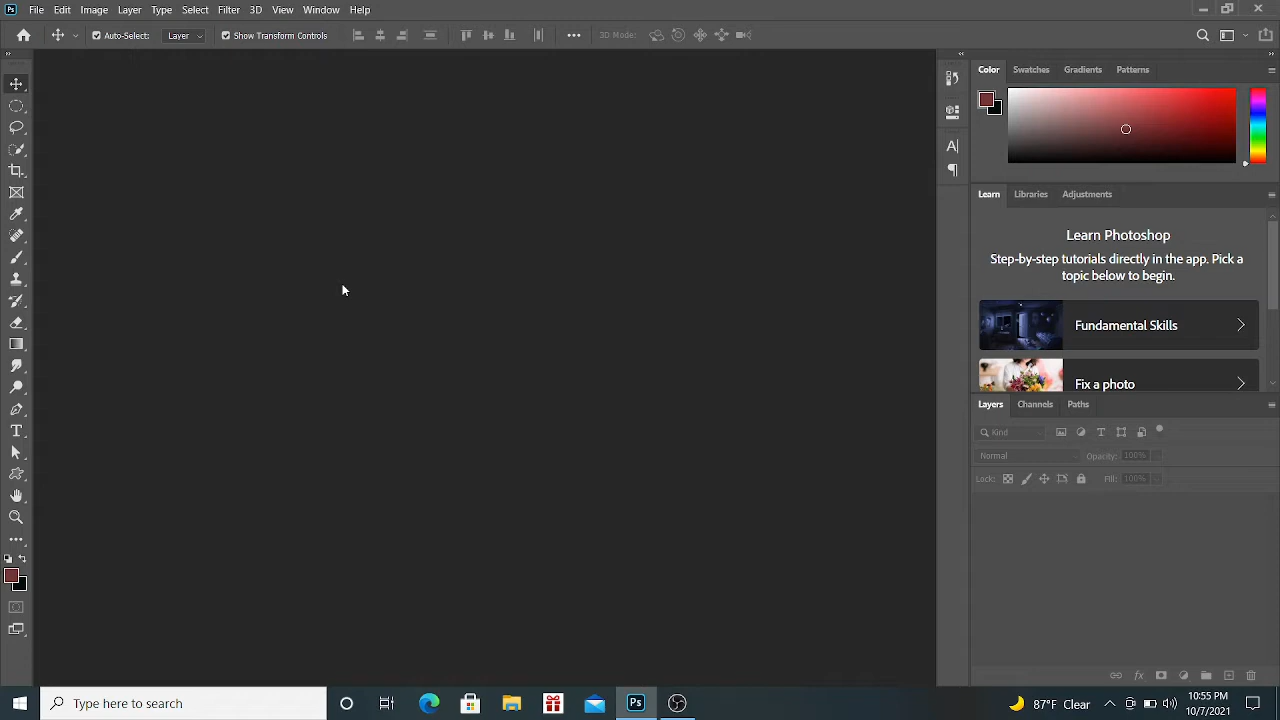 Ps File Edit Image Layer Type Select Filter 3D View Window Help
Auto-Select: Layer Show Transform Controls 3D Mode:
Color Swatches Gradients Patterns
Learn Libraries Adjustments
Learn Photoshop
Step-by-step tutorials directly in the app. Pick a
topic below to begin.
Fundamental Skills
Fix a photo
Layers Channels Paths
Kind
Normal Opacity: 100%
Lock: Fill: 100%
Type here to search
Ps
87°F Clear
10:55 PM
10/7/2021